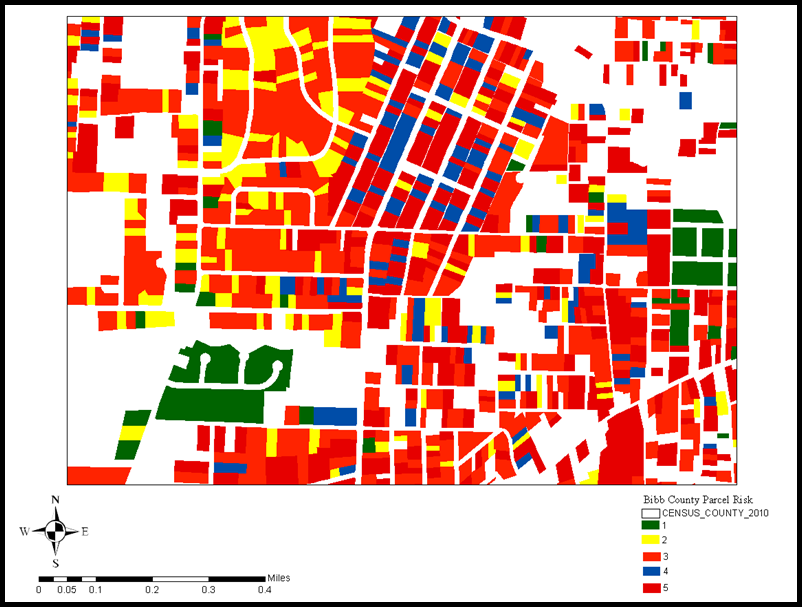 Bibb County Parcel Risk
CENSUS_COUNTY_2010
1
2
3
4
5
N
W E
S
Miles
0 0.05 0.1 0.2 0.3 0.4